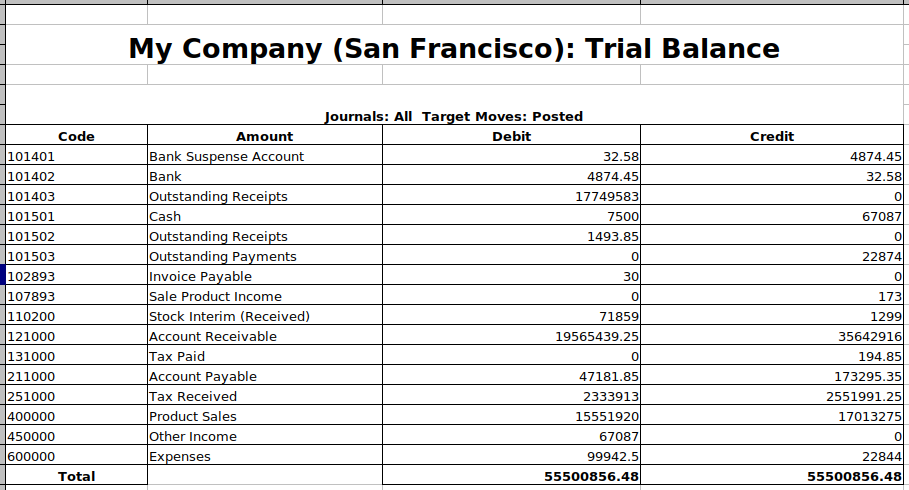 My Company (San Francisco): Trial Balance
Journals: All  Target Moves: Posted
Code Amount Debit Credit
101401 Bank Suspense Account 32.58 4874.45
101402 Bank 4874.45 32.58
101403 Outstanding Receipts 17749583 0
101501 Cash 7500 67087
101502 Outstanding Receipts 1493.85 0
101503 Outstanding Payments 0 22874
102893 Invoice Payable 30 0
107893 Sale Product Income 0 173
110200 Stock Interim (Received) 71859 1299
121000 Account Receivable 19565439.25 35642916
131000 Tax Paid 0 194.85
211000 Account Payable 47181.85 173295.35
251000 Tax Received 2333913 2551991.25
400000 Product Sales 15551920 17013275
450000 Other Income 67087 0
600000 Expenses 99942.5 22844
Total 55500856.48 55500856.48